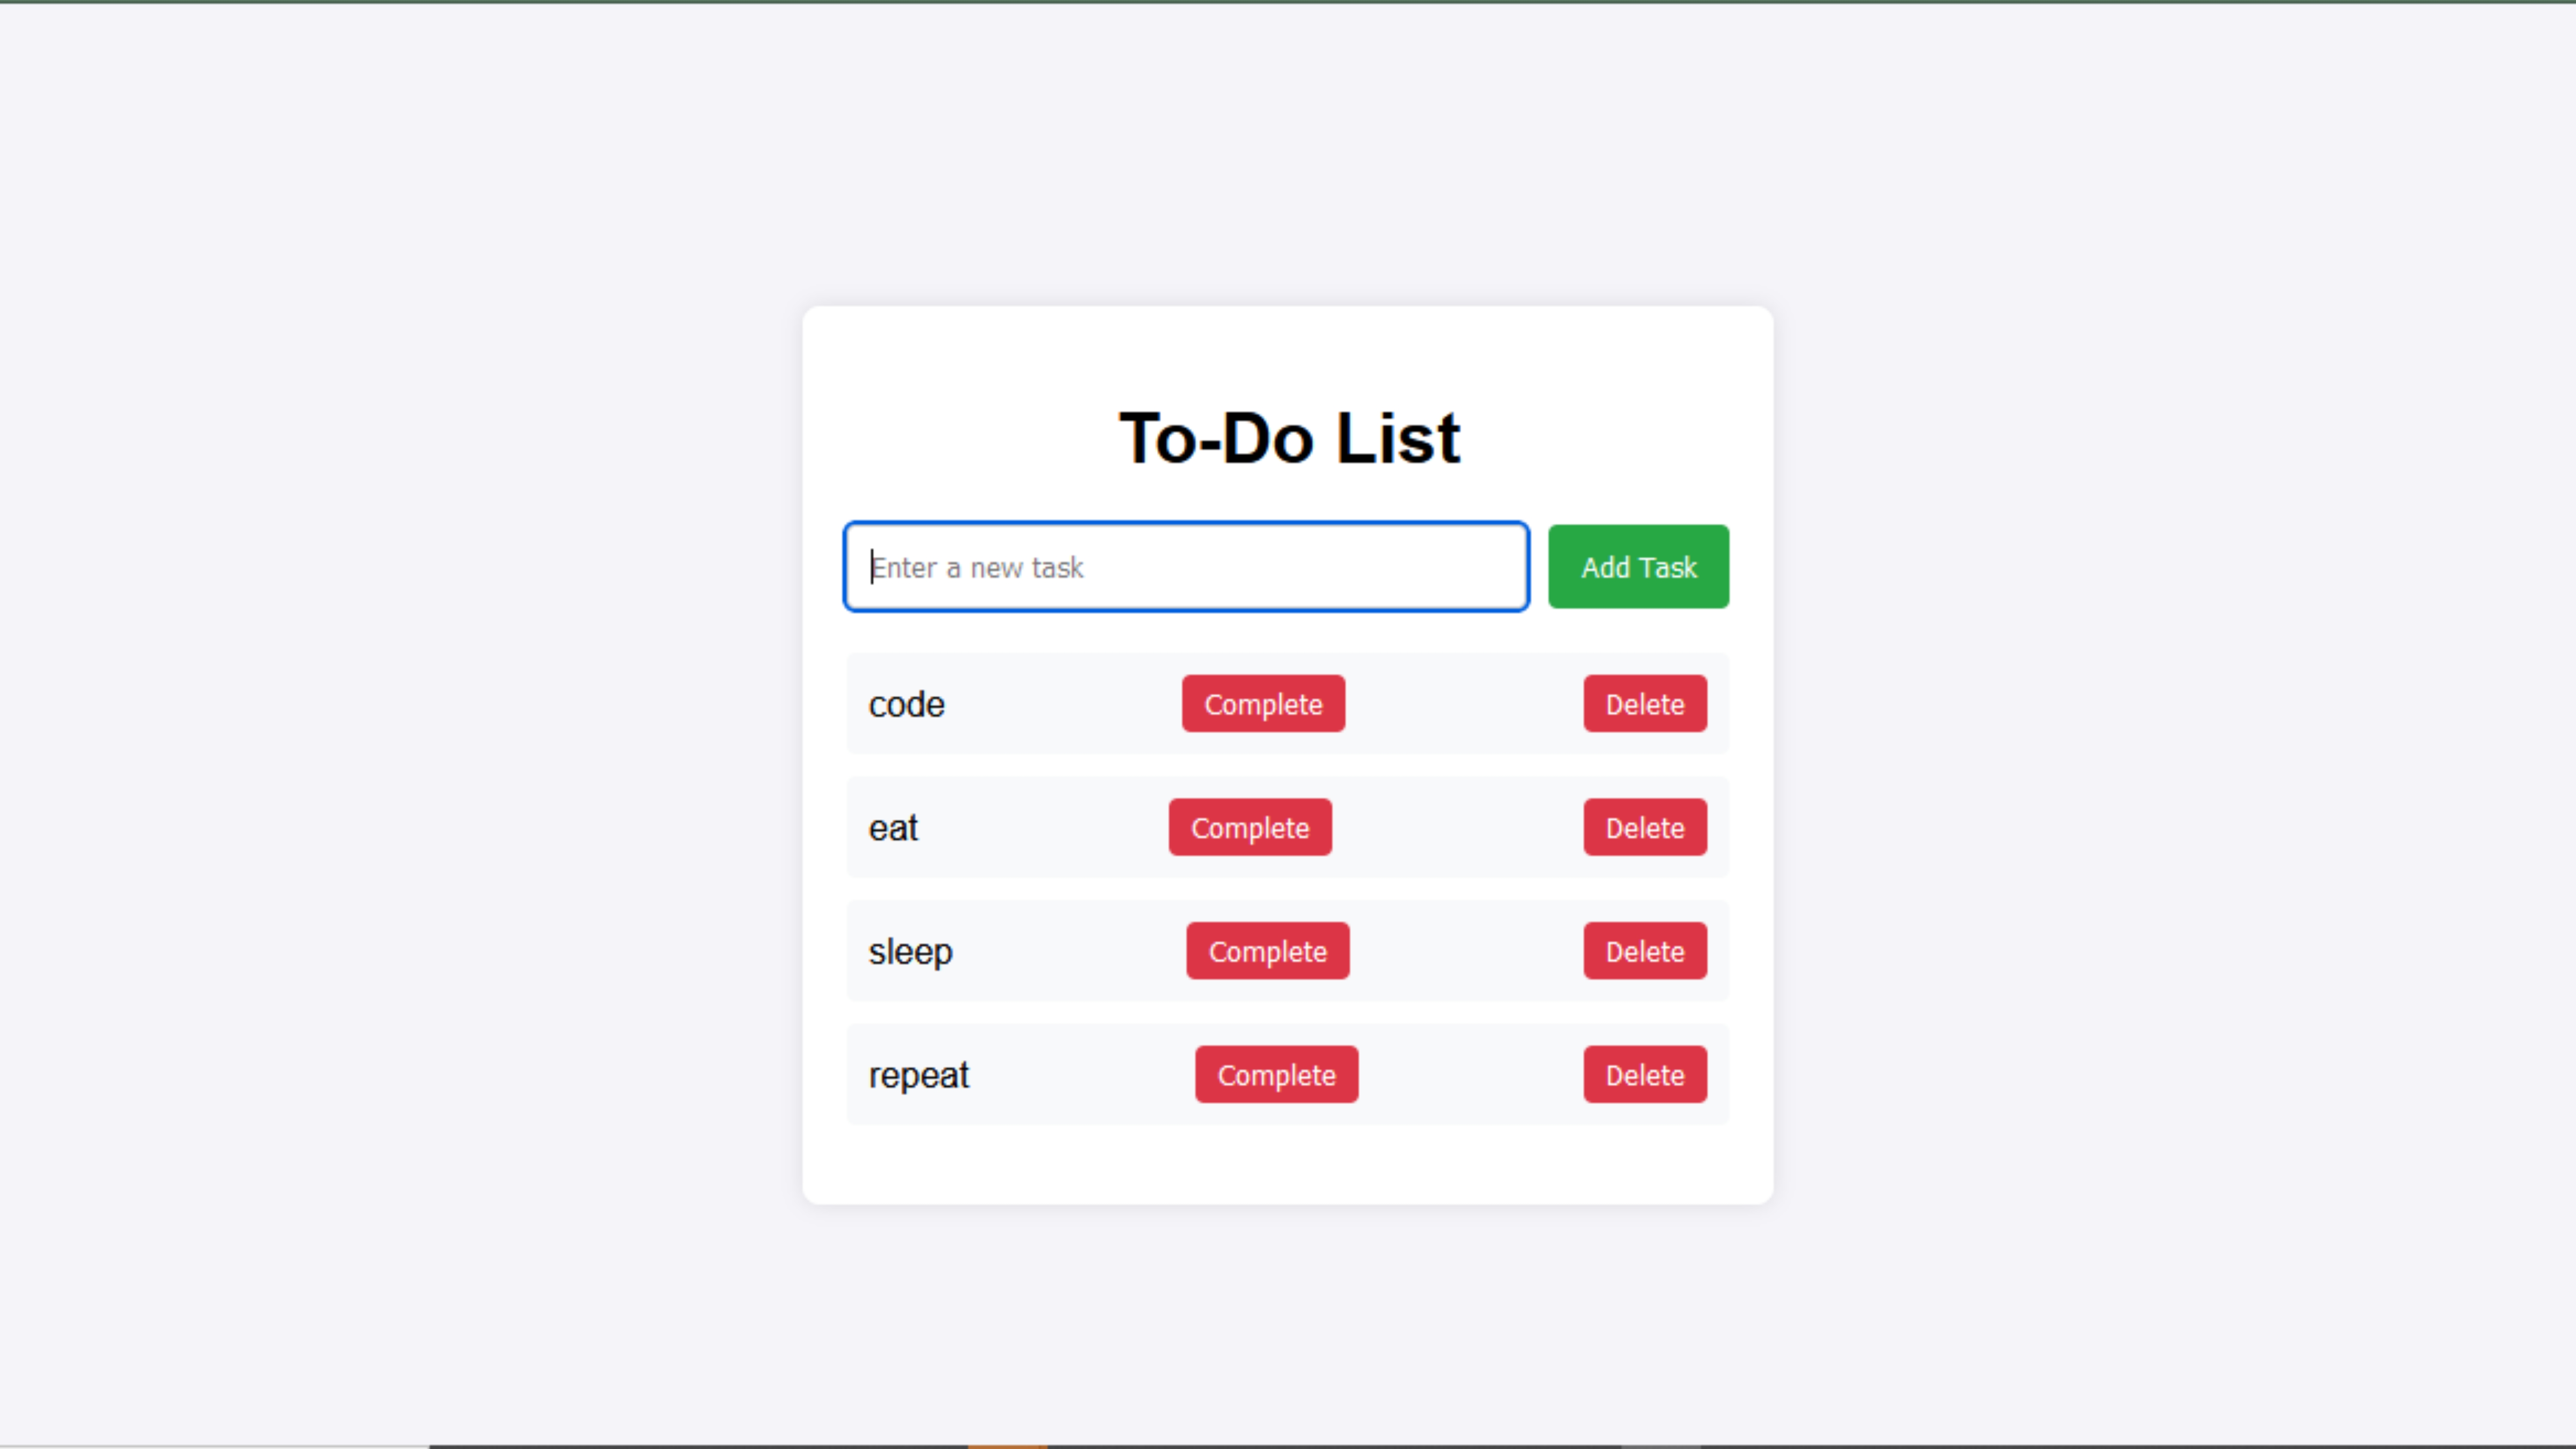 To-Do List
Enter a new task Add Task
code Complete Delete
eat Complete Delete
sleep Complete Delete
repeat Complete Delete